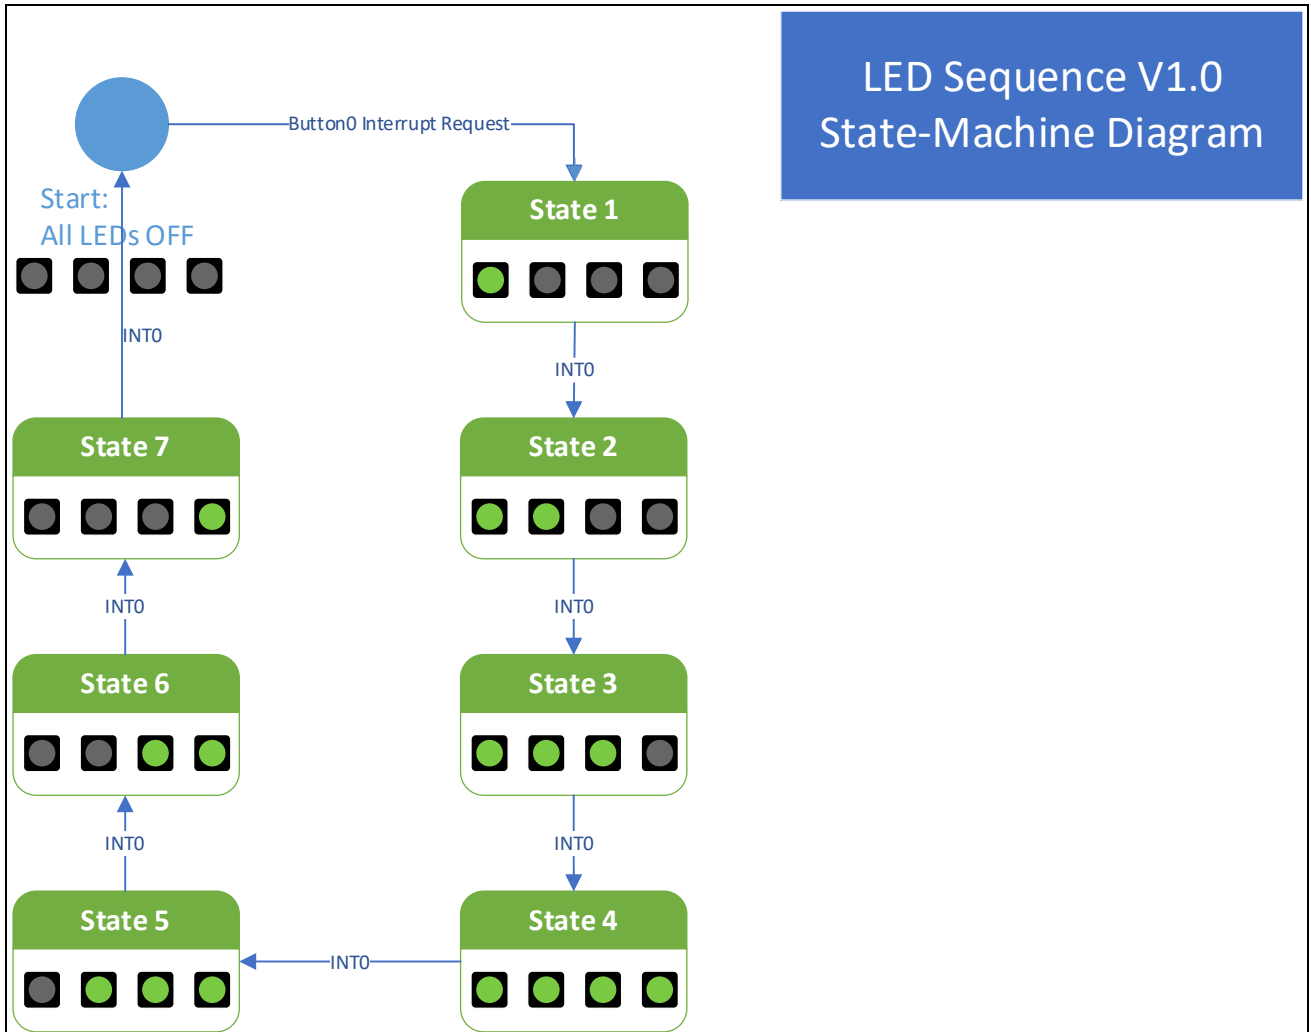 LED Sequence V1.0
State-Machine Diagram
Button0 Interrupt Request
Start:
All LEDs OFF
State 1
INT0
INT0
State 7
State 2
INT0
INT0
State 6
State 3
INT0
INT0
State 5
State 4
INT0